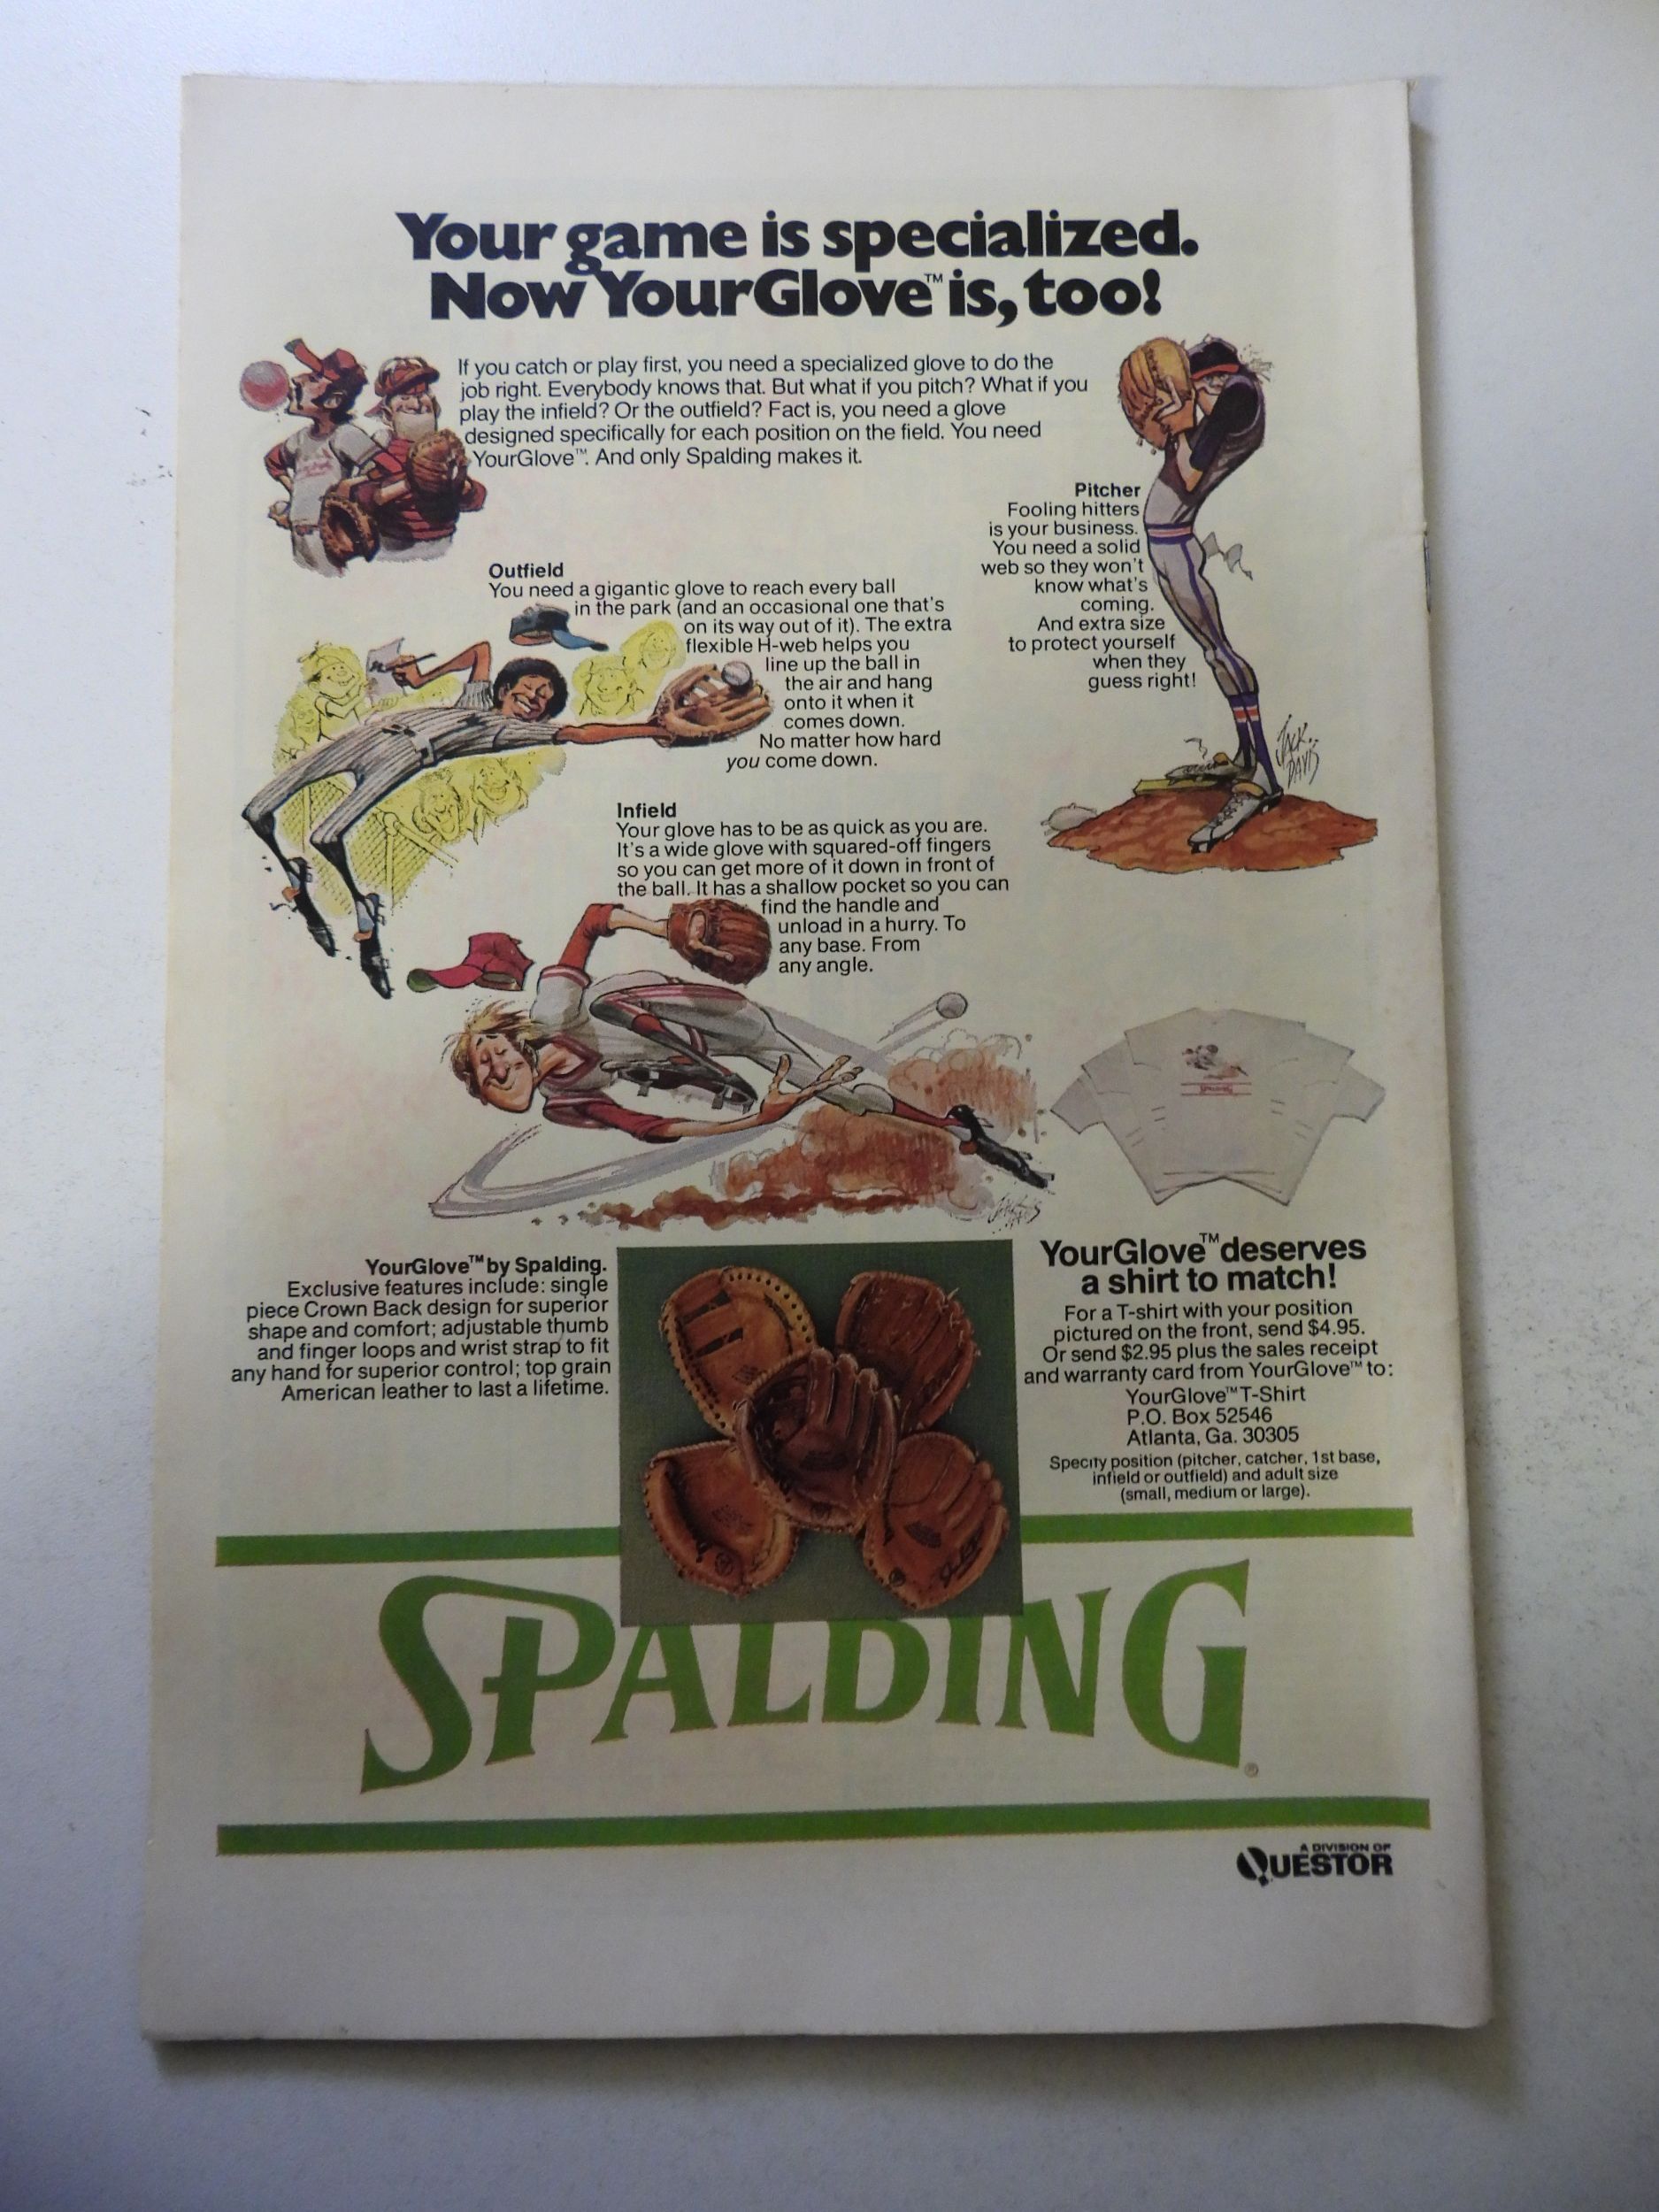 Your game is specialized.
Now YourGlove™ is, too!
If you catch or play first, you need a specialized glove to do the
job right. Everybody knows that. But what if you pitch? What if you
play the infield? Or the outfield? Fact is, you need a glove
designed specifically for each position on the field. You need
YourGlove™. And only Spalding makes it.
Pitcher
Fooling hitters
is your business.
You need a solid
web so they won't
know what's
coming.
And extra size
to protect yourself
when they
guess right!
JACK
DAVIS
Outfield
You need a gigantic glove to reach every ball
in the park (and an occasional one that's
on its way out of it). The extra
flexible H-web helps you
line up the ball in
the air and hang
onto it when it
comes down.
No matter how hard
you come down.
Infield
Your glove has to be as quick as you are.
It's a wide glove with squared-off fingers
so you can get more of it down in front of
the ball. It has a shallow pocket so you can
find the handle and
unload in a hurry. To
any base. From
any angle.
JACK
DAVIS
Spalding
YourGlove™ by Spalding.
Exclusive features include: single
piece Crown Back design for superior
shape and comfort; adjustable thumb
and finger loops and wrist strap to fit
any hand for superior control; top grain
American leather to last a lifetime.
YourGlove™ deserves
a shirt to match!
For a T-shirt with your position
pictured on the front, send $4.95.
Or send $2.95 plus the sales receipt
and warranty card from YourGlove™ to:
YourGlove™ T-Shirt
P.O. Box 52546
Atlanta, Ga. 30305
Specify position (pitcher, catcher, 1st base,
infield or outfield) and adult size
(small, medium or large).
SPALDING®
A DIVISION OF
QUESTOR